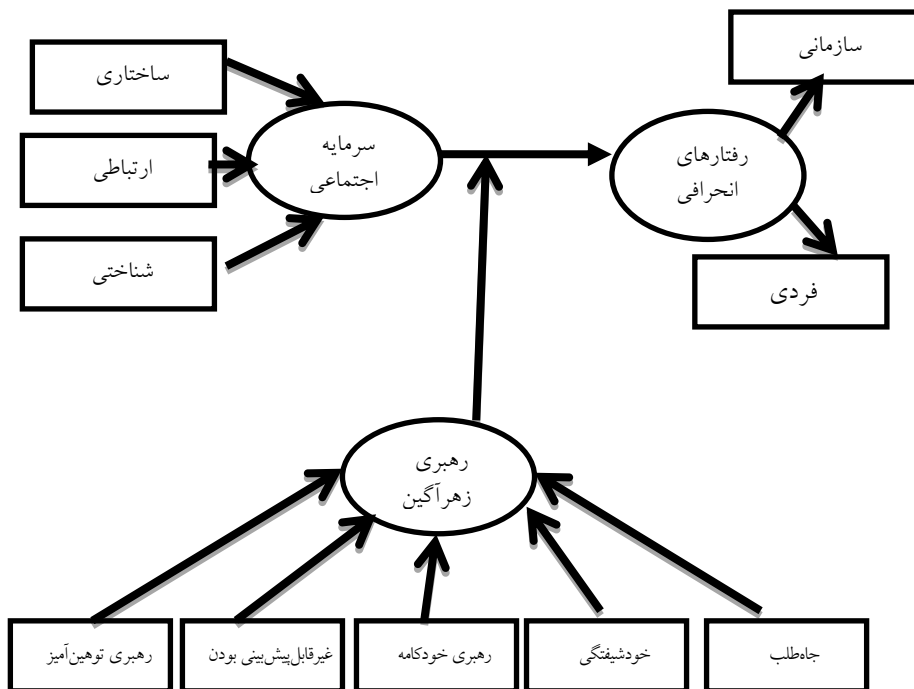 سازمانی
ساختاری
سرمایه
اجتماعی
رفتارهای
انحرافی
ارتباطی
شناختی
فردی
رهبری
زهرآگین
جاه‌طلب
خودشیفتگی
رهبری خودکامه
غیرقابل‌پیش‌بینی بودن
رهبری توهین‌آمیز